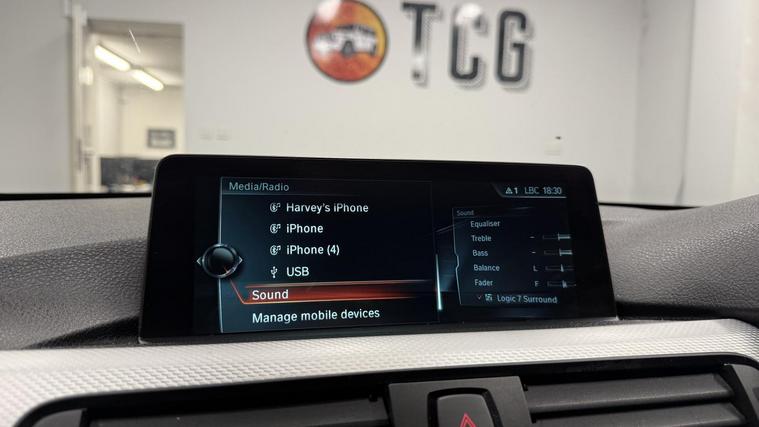 TCG
Media/Radio
1 LBC 18:30
Harvey's iPhone
iPhone
iPhone (4)
USB
Sound
Manage mobile devices
Sound
Equaliser
Treble
Bass
Balance L
Fader F
Logic 7 Surround